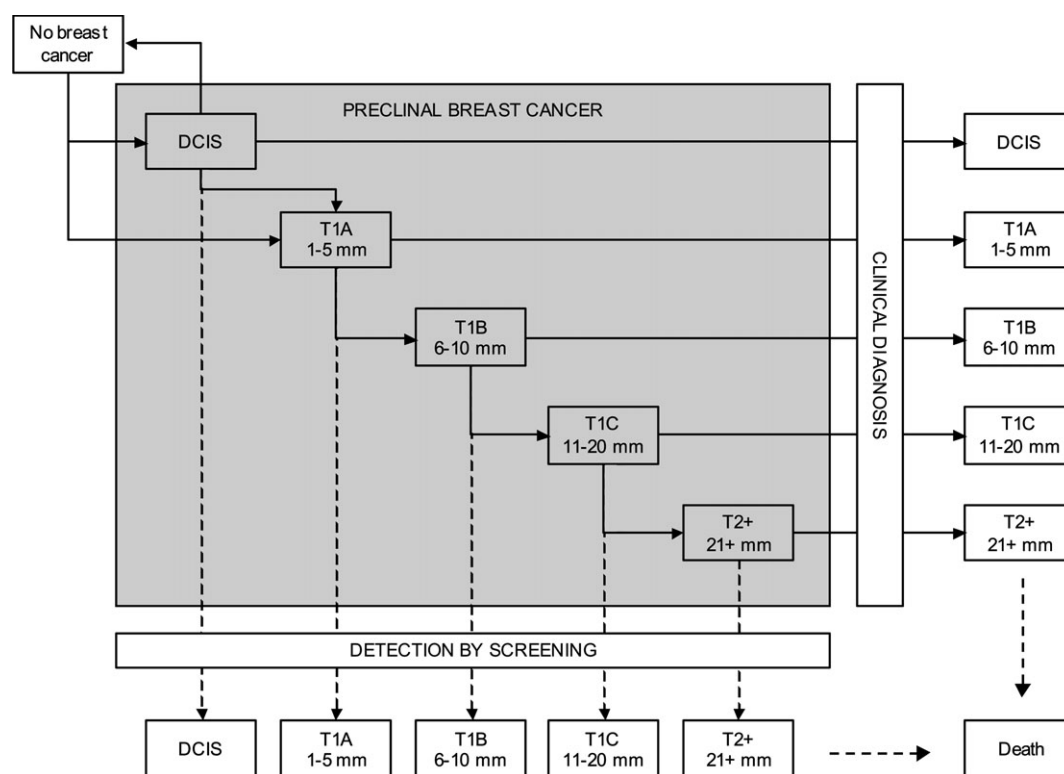 No breast
cancer
PRECLINAL BREAST CANCER
DCIS
DCIS
T1A
1-5 mm
T1A
1-5 mm
T1B
6-10 mm
T1B
6-10 mm
T1C
11-20 mm
T1C
11-20 mm
T2+
21+ mm
T2+
21+ mm
CLINICAL DIAGNOSIS
DETECTION BY SCREENING
DCIS
T1A
1-5 mm
T1B
6-10 mm
T1C
11-20 mm
T2+
21+ mm
Death